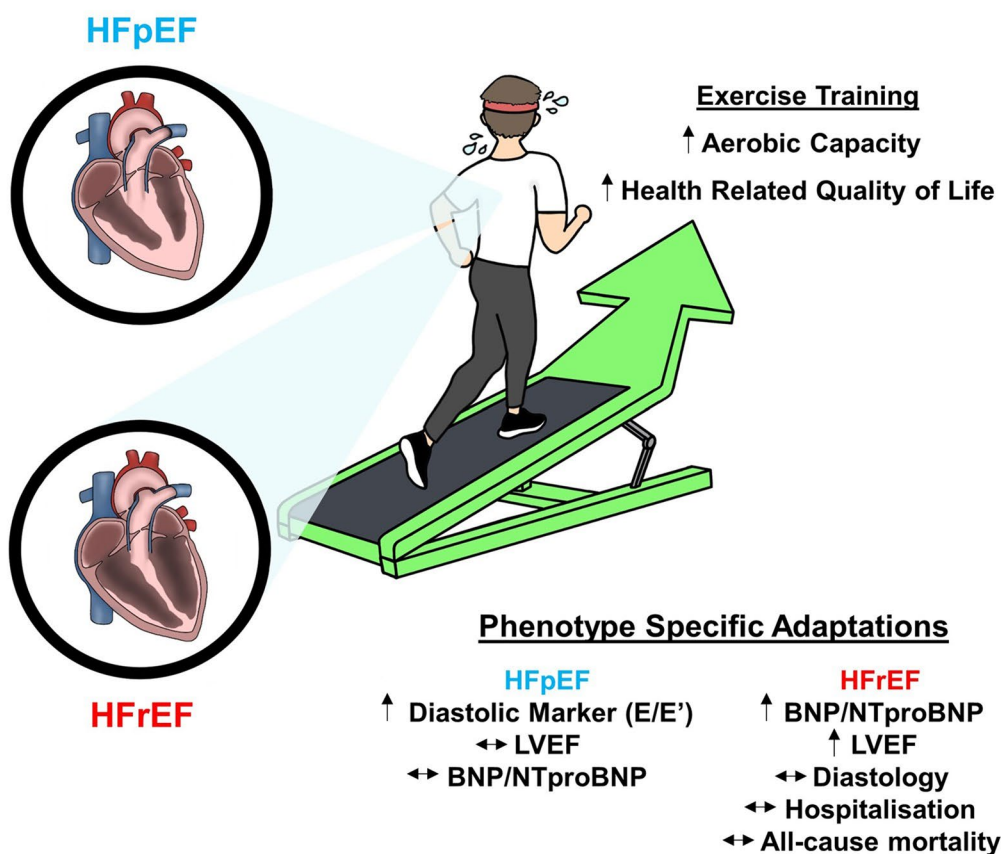 HFpEF
Exercise Training
↑ Aerobic Capacity
↑ Health Related Quality of Life
HFrEF
Phenotype Specific Adaptations
HFpEF
↑ Diastolic Marker (E/E’)
↔ LVEF
↔ BNP/NTproBNP
HFrEF
↑ BNP/NTproBNP
↑ LVEF
↔ Diastology
↔ Hospitalisation
↔ All-cause mortality